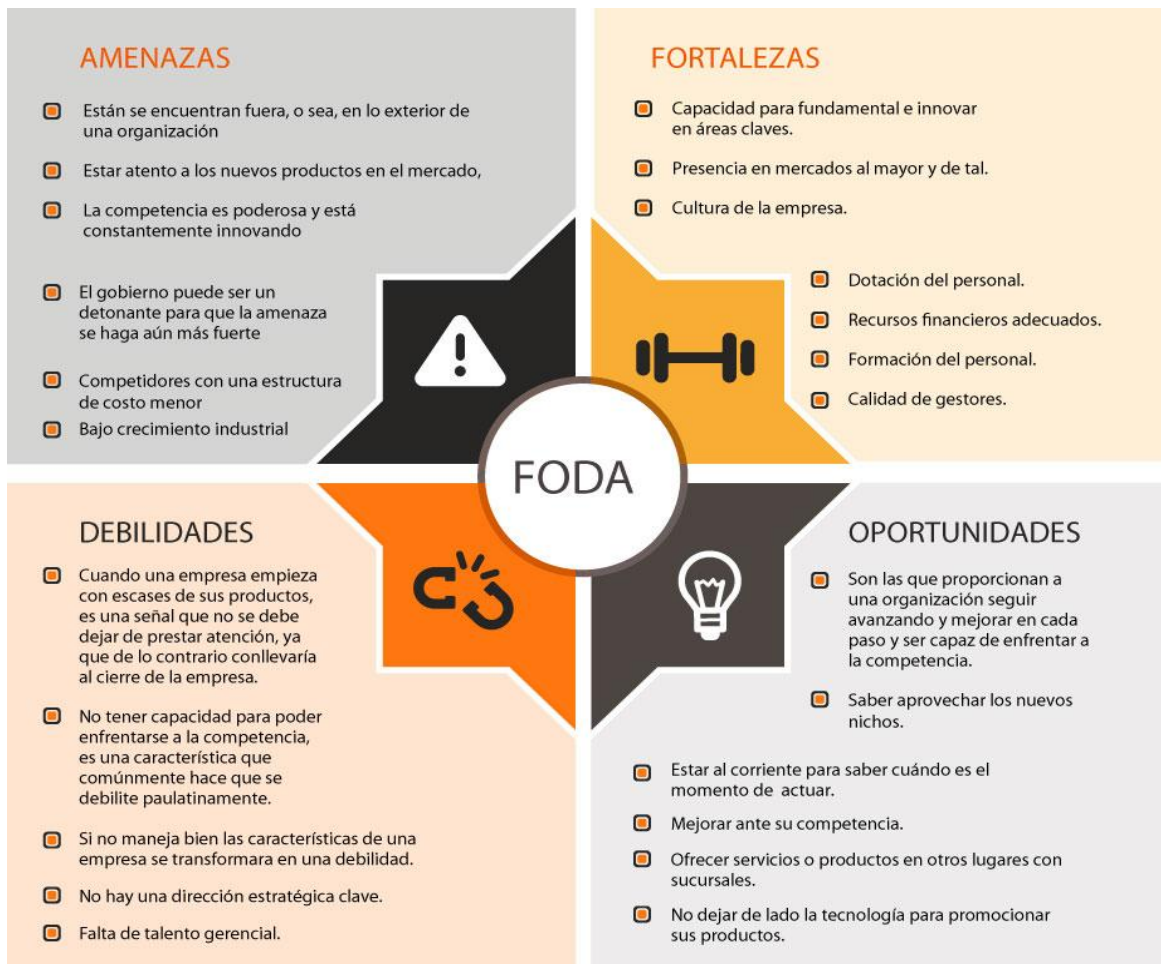 AMENAZAS
Están se encuentran fuera, o sea, en lo exterior de
una organización
Estar atento a los nuevos productos en el mercado,
La competencia es poderosa y está
constantemente innovando
El gobierno puede ser un
detonante para que la amenaza
se haga aún más fuerte
Competidores con una estructura
de costo menor
Bajo crecimiento industrial
FORTALEZAS
Capacidad para fundamental e innovar
en áreas claves.
Presencia en mercados al mayor y de tal.
Cultura de la empresa.
Dotación del personal.
Recursos financieros adecuados.
Formación del personal.
Calidad de gestores.
FODA
DEBILIDADES
Cuando una empresa empieza
con escases de sus productos,
es una señal que no se debe
dejar de prestar atención, ya
que de lo contrario conllevaría
al cierre de la empresa.
No tener capacidad para poder
enfrentarse a la competencia,
es una característica que
comúnmente hace que se
debilite paulatinamente.
Si no maneja bien las características de una
empresa se transformara en una debilidad.
No hay una dirección estratégica clave.
Falta de talento gerencial.
OPORTUNIDADES
Son las que proporcionan a
una organización seguir
avanzando y mejorar en cada
paso y ser capaz de enfrentar a
la competencia.
Saber aprovechar los nuevos
nichos.
Estar al corriente para saber cuándo es el
momento de actuar.
Mejorar ante su competencia.
Ofrecer servicios o productos en otros lugares con
sucursales.
No dejar de lado la tecnología para promocionar
sus productos.